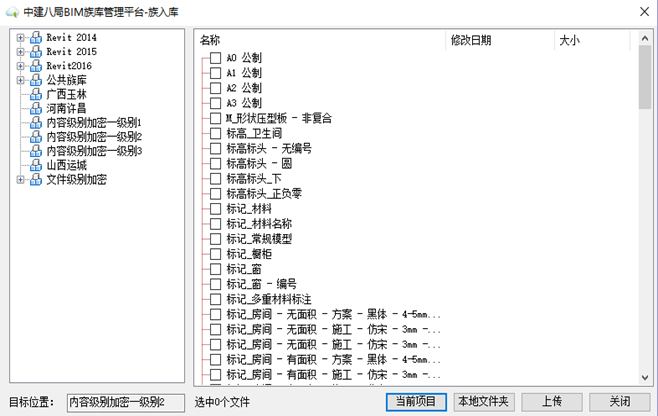 中建八局BIM族库管理平台-族入库
Revit 2014
Revit 2015
Revit2016
公共族库
广西玉林
河南许昌
内容级别加密一级别1
内容级别加密一级别2
内容级别加密一级别3
山西运城
文件级别加密
名称 修改日期 大小
A0 公制
A1 公制
A2 公制
A3 公制
M_形状压型板 - 非复合
标高_卫生间
标高标头 - 无编号
标高标头 - 圆
标高标头_下
标高标头_正负零
标记_材料
标记_材料名称
标记_常规模型
标记_橱柜
标记_窗
标记_窗 - 编号
标记_多重材料标注
标记_房间 - 无面积 - 方案 - 黑体 - 4-5mm...
标记_房间 - 无面积 - 施工 - 仿宋 - 3mm -...
标记_房间 - 无面积 - 施工 - 仿宋 - 3mm -...
标记_房间 - 有面积 - 方案 - 黑体 - 4-5mm...
标记_房间 - 有面积 - 施工 - 仿宋 - 3mm -...
目标位置： 内容级别加密一级别2 选中0个文件 当前项目 本地文件夹 上传 关闭